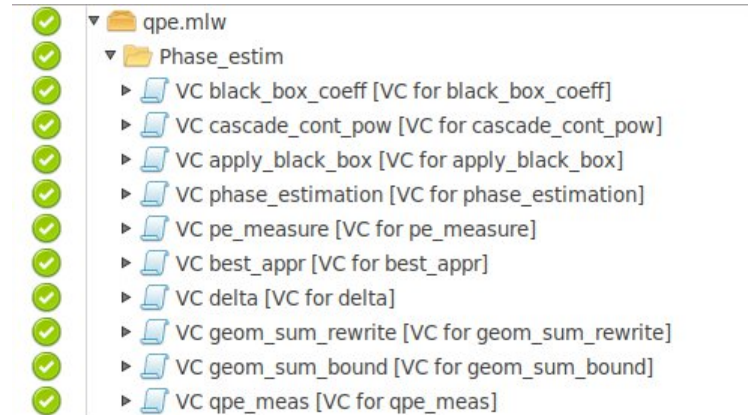 qpe.mlw
Phase_estim
VC black_box_coeff [VC for black_box_coeff]
VC cascade_cont_pow [VC for cascade_cont_pow]
VC apply_black_box [VC for apply_black_box]
VC phase_estimation [VC for phase_estimation]
VC pe_measure [VC for pe_measure]
VC best_appr [VC for best_appr]
VC delta [VC for delta]
VC geom_sum_rewrite [VC for geom_sum_rewrite]
VC geom_sum_bound [VC for geom_sum_bound]
VC qpe_meas [VC for qpe_meas]